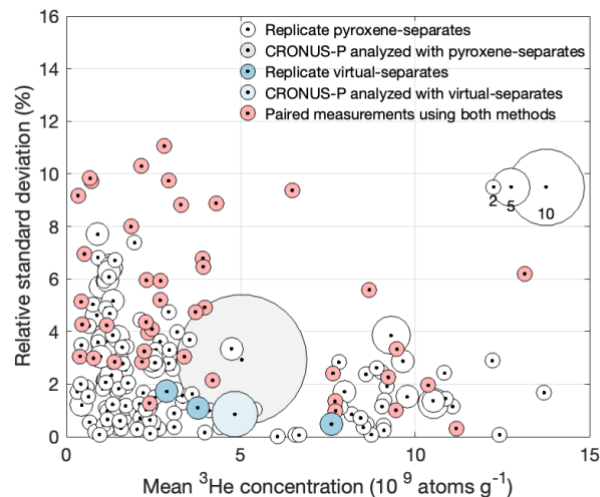 Replicate pyroxene-separates
CRONUS-P analyzed with pyroxene-separates
Replicate virtual-separates
CRONUS-P analyzed with virtual-separates
Paired measurements using both methods
2 5 10
Relative standard deviation (%)
16
14
12
10
8
6
4
2
0
0 5 10 15
Mean ³He concentration (10⁹ atoms g⁻¹)